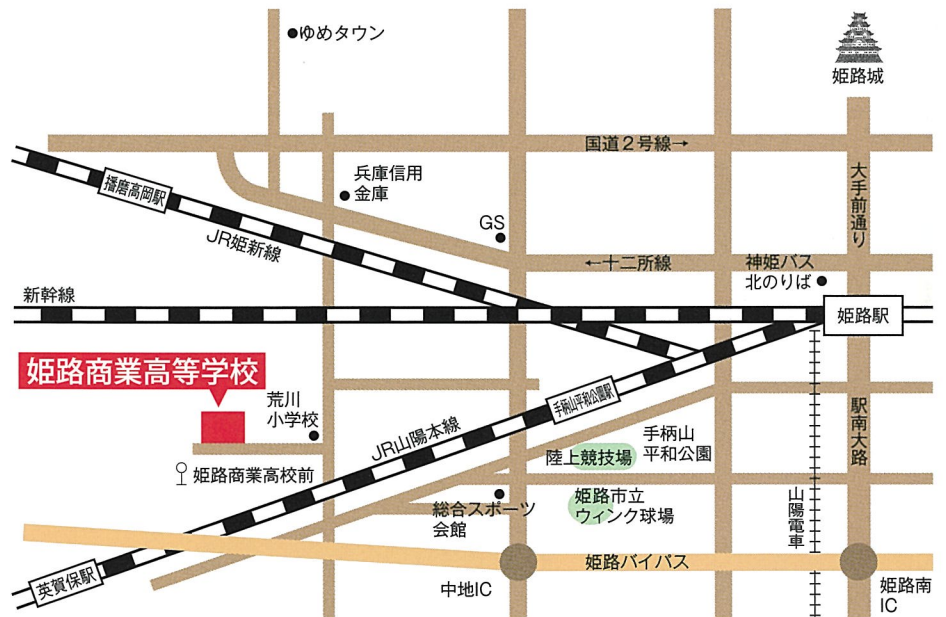 ゆめタウン
姫路城
国道2号線→
兵庫信用
金庫
播磨高岡駅
大手前通り
JR姫新線
GS
←十二所線
神姫バス
北のりば
新幹線
姫路駅
姫路商業高等学校
荒川
小学校
手柄山平和公園駅
駅南大路
JR山陽本線
手柄山
平和公園
陸上競技場
姫路商業高校前
総合スポーツ
会館
姫路市立
ウィンク球場
山陽電車
姫路バイパス
英賀保駅
中地IC
姫路南
IC